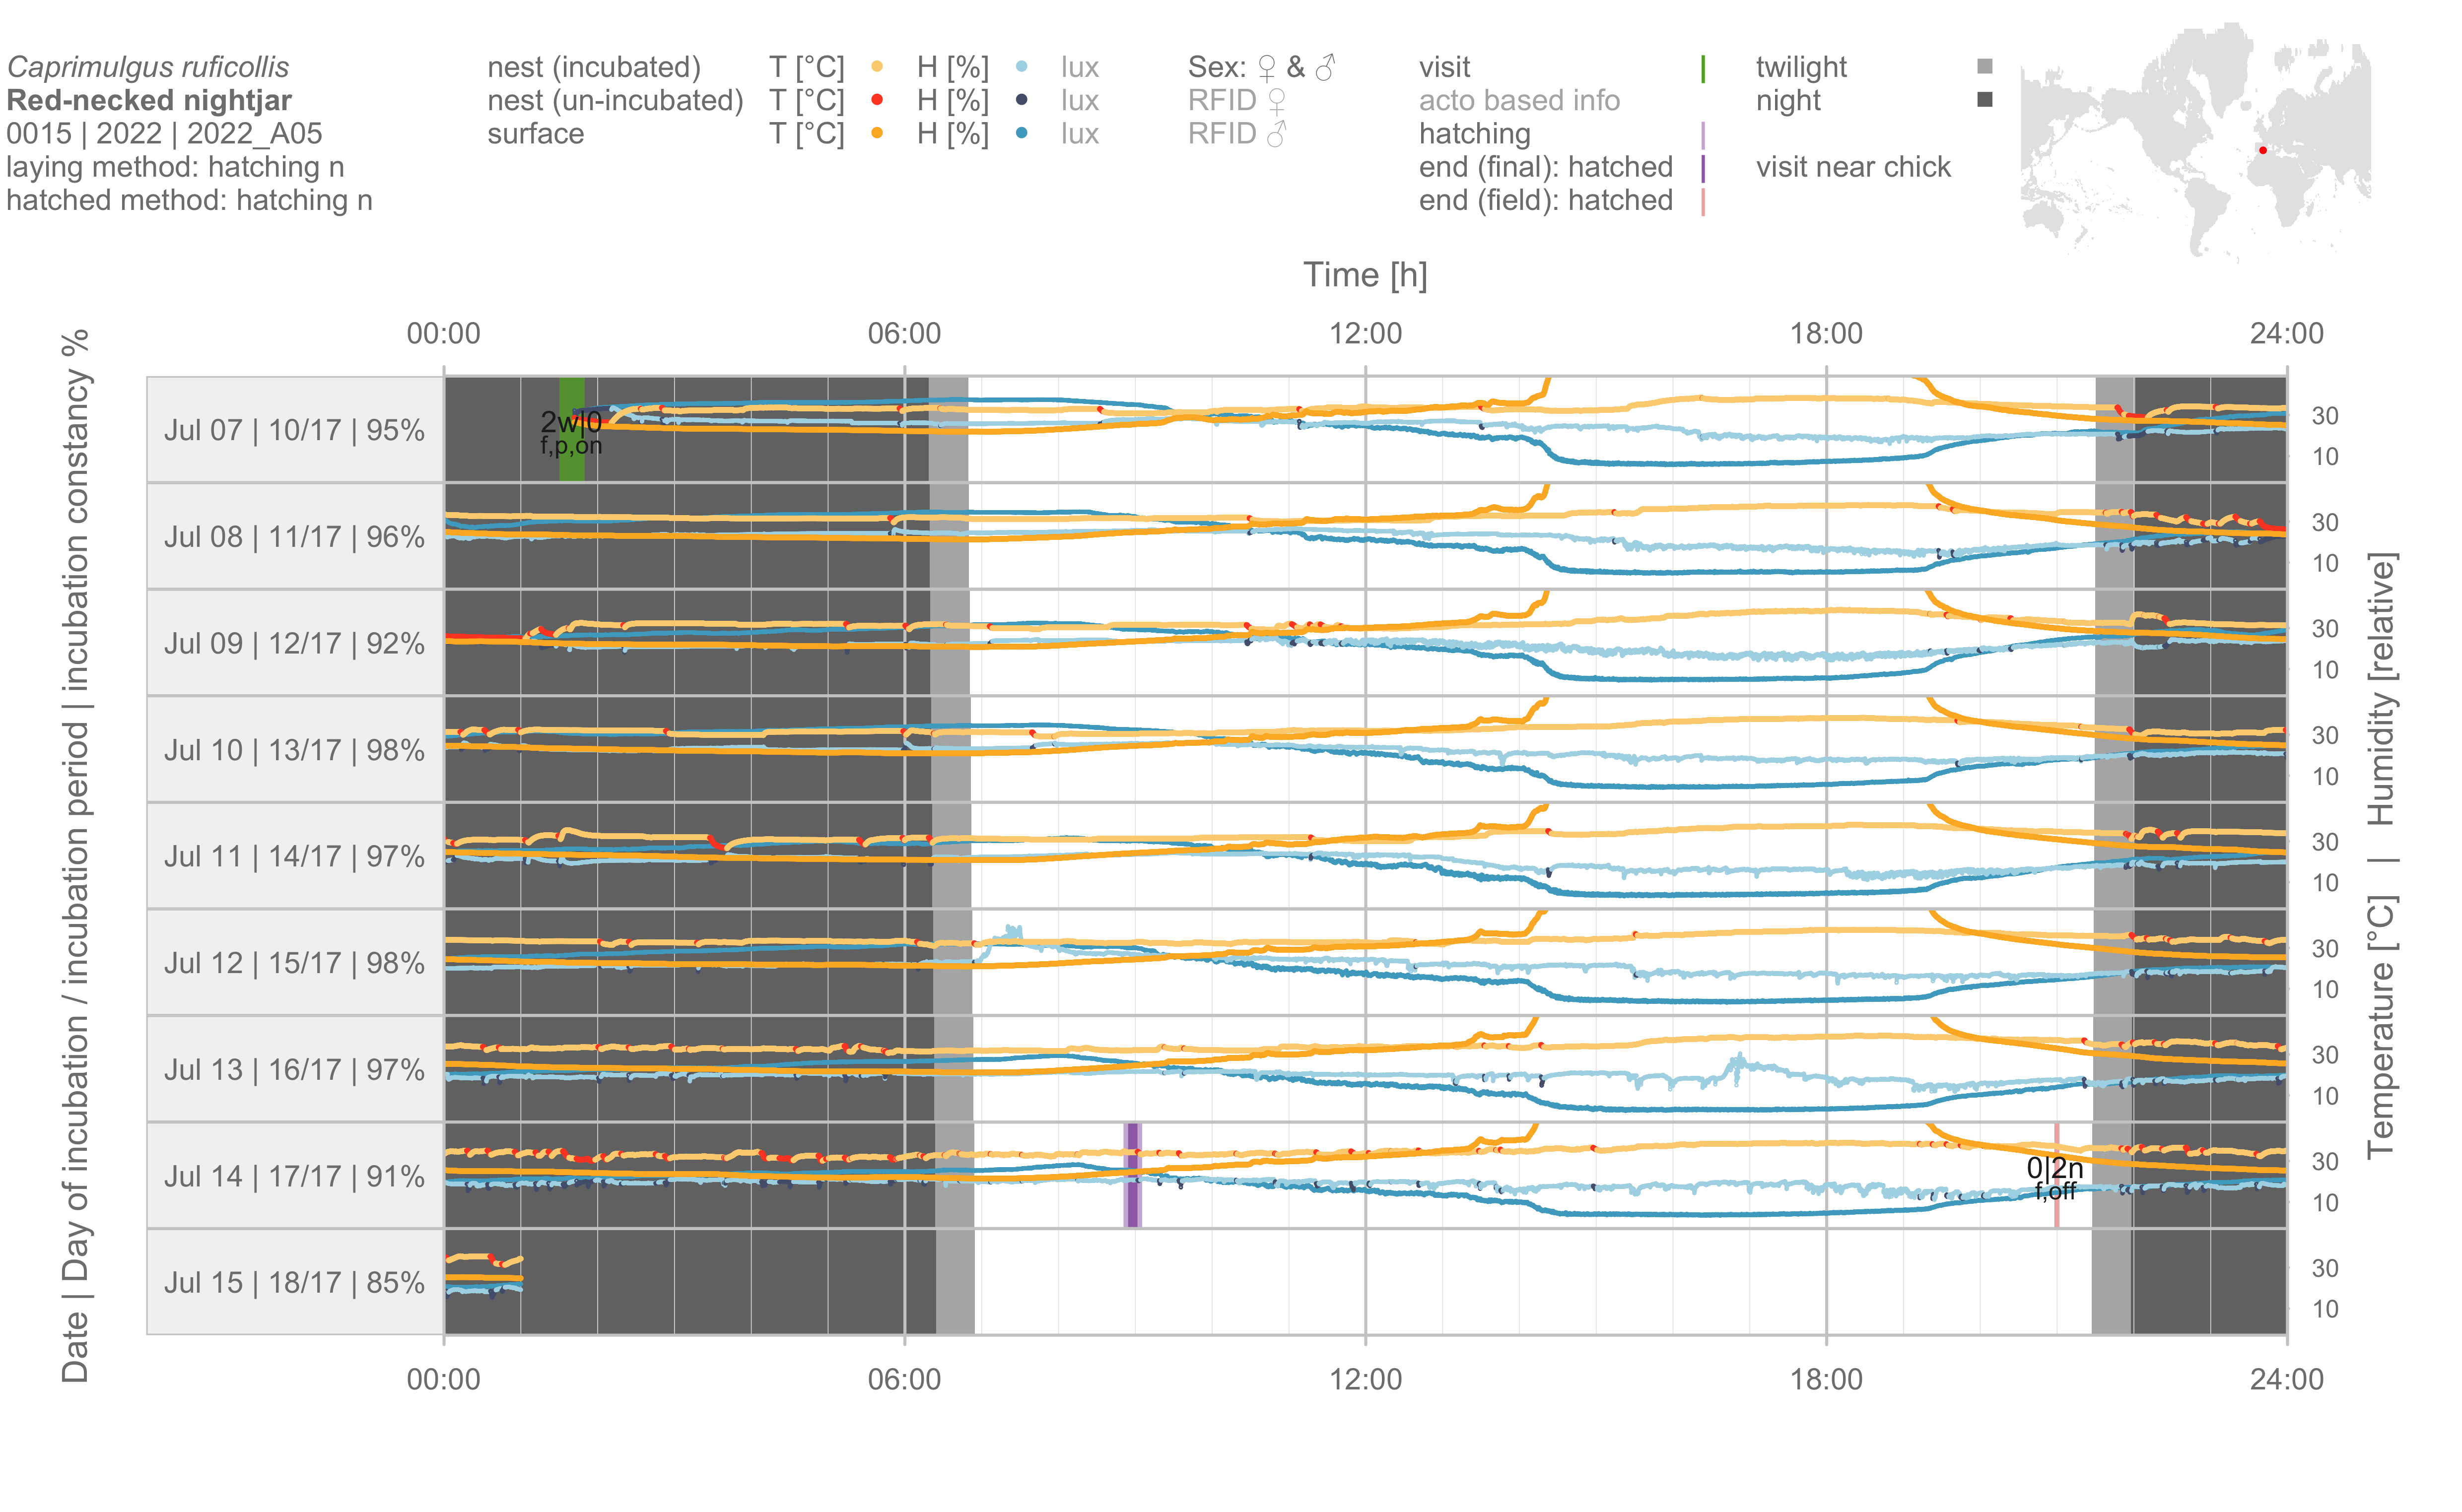 Caprimulgus ruficollis
Red-necked nightjar
0015 | 2022 | 2022_A05
laying method: hatching n
hatched method: hatching n
nest (incubated) T [°C] H [%] lux
nest (un-incubated) T [°C] H [%] lux
surface T [°C] H [%] lux
Sex: ♀ & ♂
RFID ♀
RFID ♂
visit
acto based info
hatching
end (final): hatched
end (field): hatched
twilight
night
visit near chick
Time [h]
00:00 06:00 12:00 18:00 24:00
Date | Day of incubation / incubation period | incubation constancy %
Jul 07 | 10/17 | 95%
2w|0
f,p,on
30
10
Jul 08 | 11/17 | 96%
30
10
Jul 09 | 12/17 | 92%
30
10
Jul 10 | 13/17 | 98%
30
10
Jul 11 | 14/17 | 97%
30
10
Jul 12 | 15/17 | 98%
30
10
Jul 13 | 16/17 | 97%
30
10
Jul 14 | 17/17 | 91%
0|2n
f,off
30
10
Jul 15 | 18/17 | 85%
30
10
Temperature [°C] | Humidity [relative]
00:00 06:00 12:00 18:00 24:00